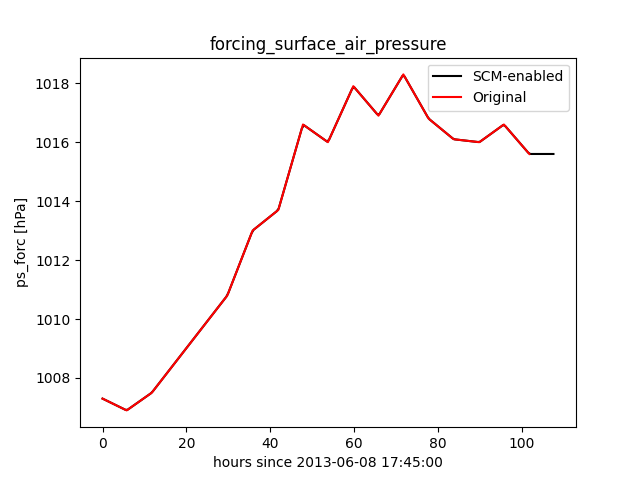 forcing_surface_air_pressure
SCM-enabled
Original
ps_forc [hPa]
1018
1016
1014
1012
1010
1008
0 20 40 60 80 100
hours since 2013-06-08 17:45:00